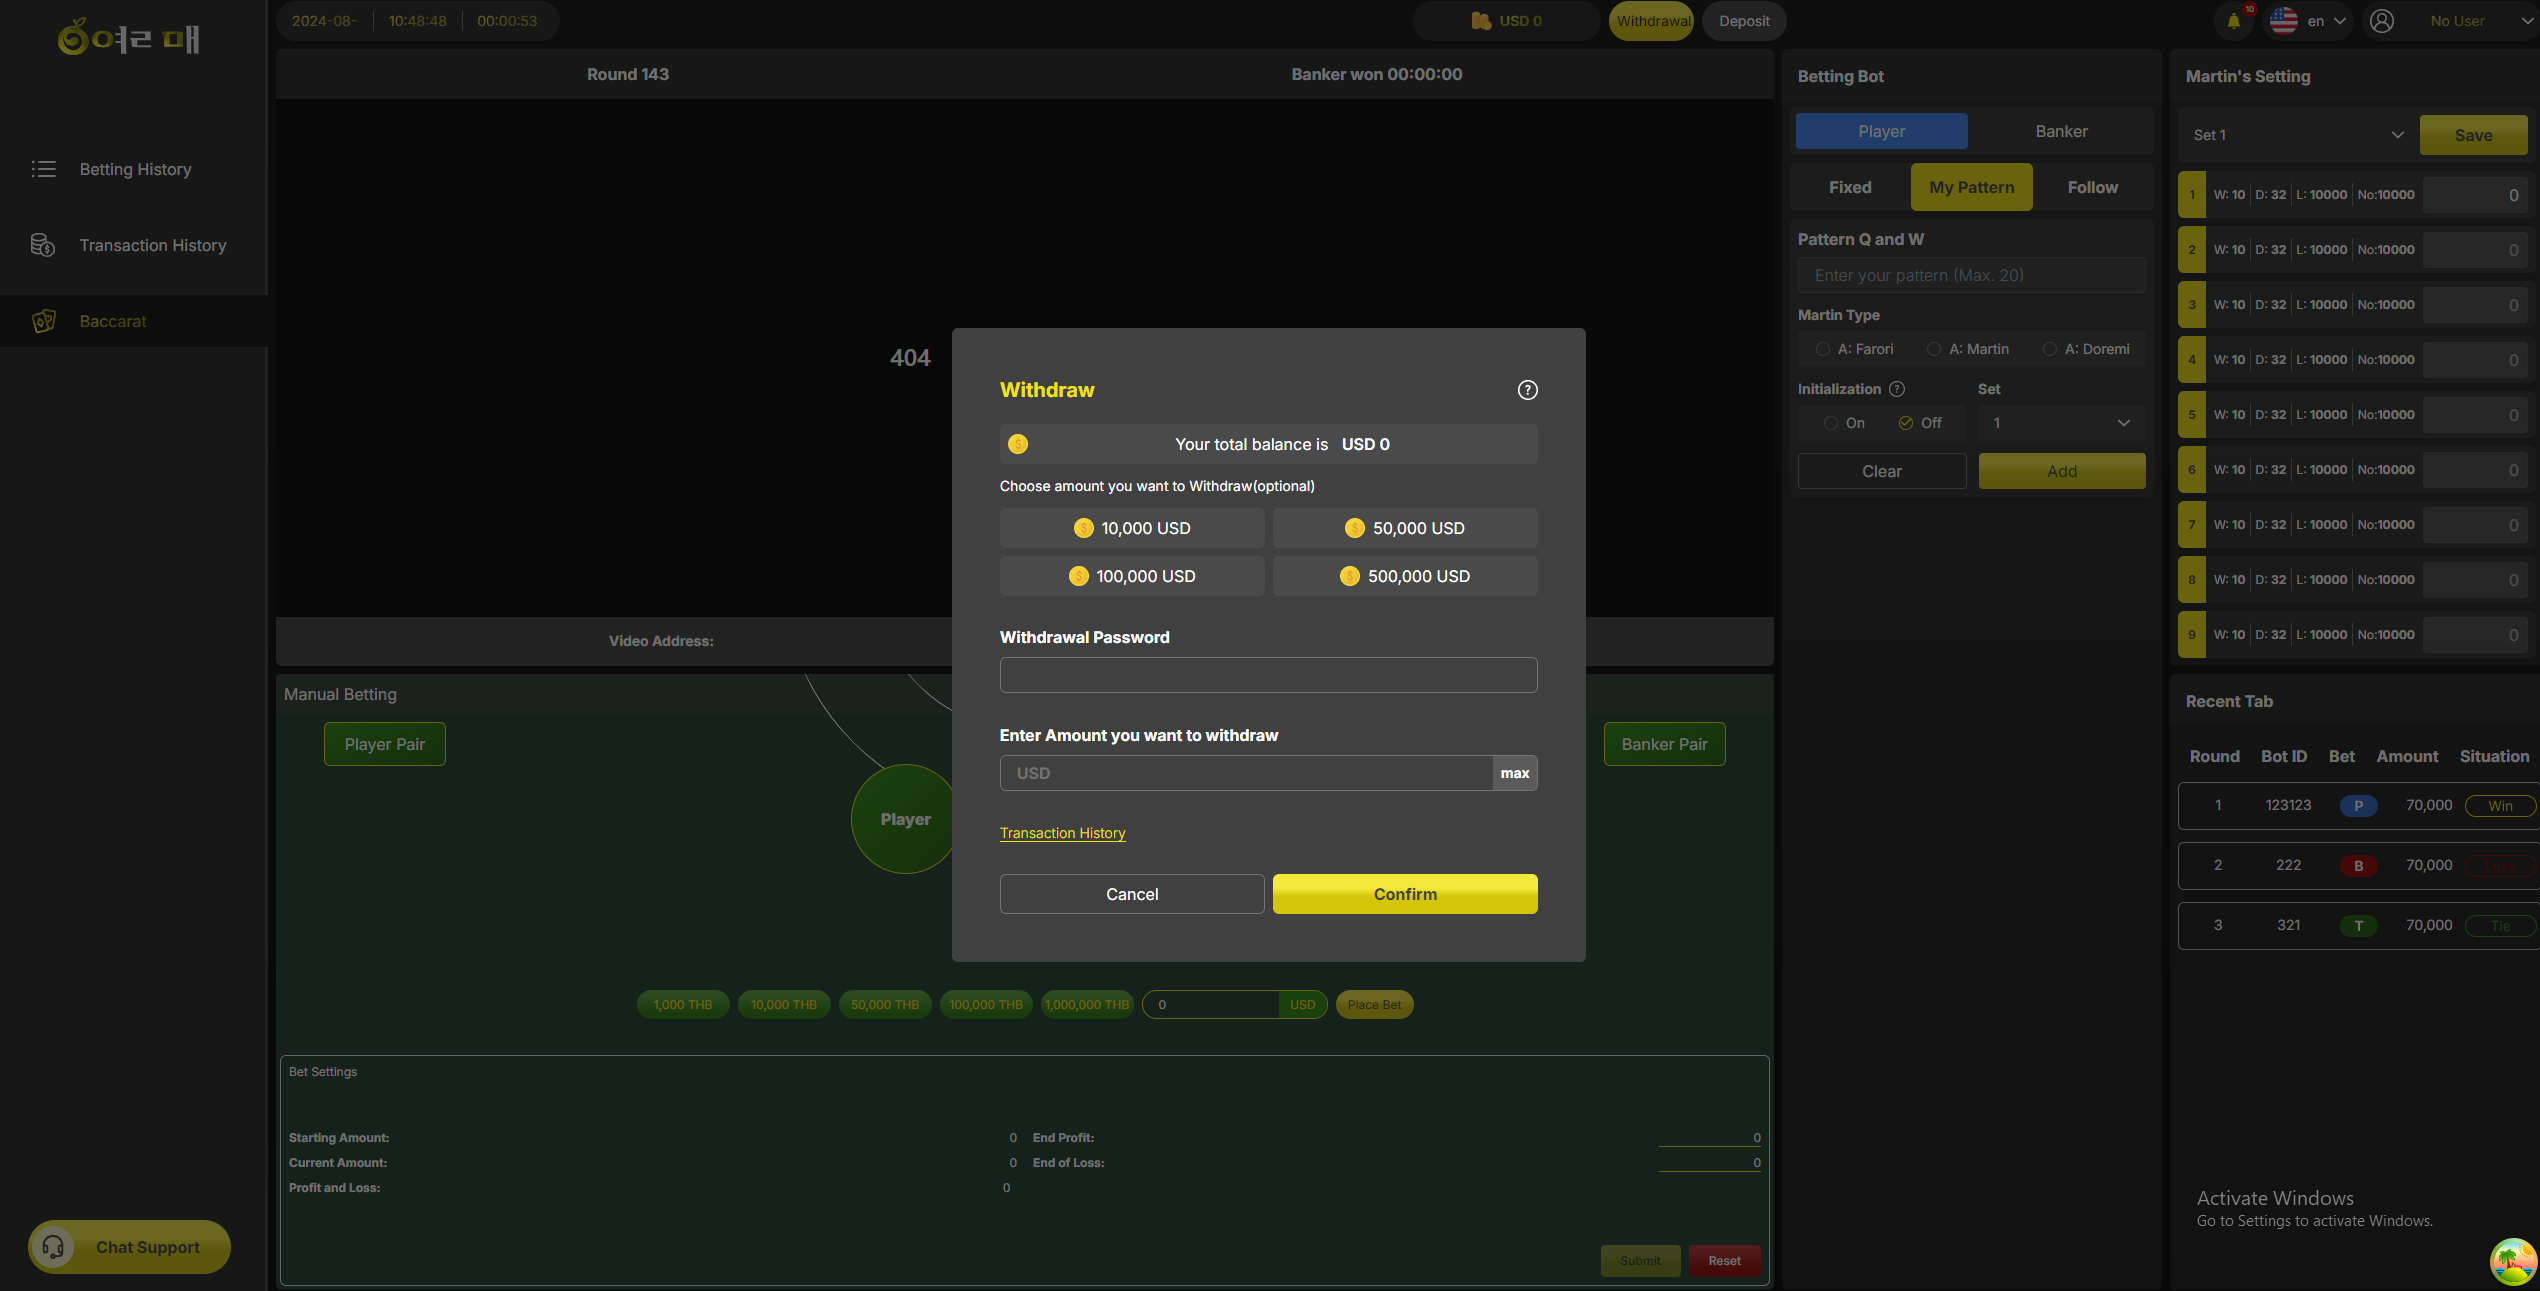 여르매
2024-08-
10:48:48
00:00:53
USD 0
Withdrawal
Deposit
10
en
No User
Betting History
Transaction History
Baccarat
Chat Support
Round 143
Banker won 00:00:00
404
Video Address:
Withdraw
Your total balance is USD 0
Choose amount you want to Withdraw(optional)
10,000 USD
50,000 USD
100,000 USD
500,000 USD
Withdrawal Password
Enter Amount you want to withdraw
USD
max
Transaction History
Cancel
Confirm
Manual Betting
Player Pair
Banker Pair
Player
1,000 THB
10,000 THB
50,000 THB
100,000 THB
1,000,000 THB
0
USD
Place Bet
Bet Settings
Starting Amount: 0 End Profit: 0
Current Amount: 0 End of Loss: 0
Profit and Loss: 0
Submit
Reset
Betting Bot
Player
Banker
Fixed
My Pattern
Follow
Pattern Q and W
Enter your pattern (Max. 20)
Martin Type
A: Farori
A: Martin
A: Doremi
Initialization
Set
On
Off
1
Clear
Add
Martin's Setting
Set 1
Save
1 W: 10 D: 32 L: 10000 No:10000 0
2 W: 10 D: 32 L: 10000 No:10000 0
3 W: 10 D: 32 L: 10000 No:10000 0
4 W: 10 D: 32 L: 10000 No:10000 0
5 W: 10 D: 32 L: 10000 No:10000 0
6 W: 10 D: 32 L: 10000 No:10000 0
7 W: 10 D: 32 L: 10000 No:10000 0
8 W: 10 D: 32 L: 10000 No:10000 0
9 W: 10 D: 32 L: 10000 No:10000 0
Recent Tab
Round Bot ID Bet Amount Situation
1 123123 P 70,000 Win
2 222 B 70,000
3 321 T 70,000 Tie
Activate Windows
Go to Settings to activate Windows.